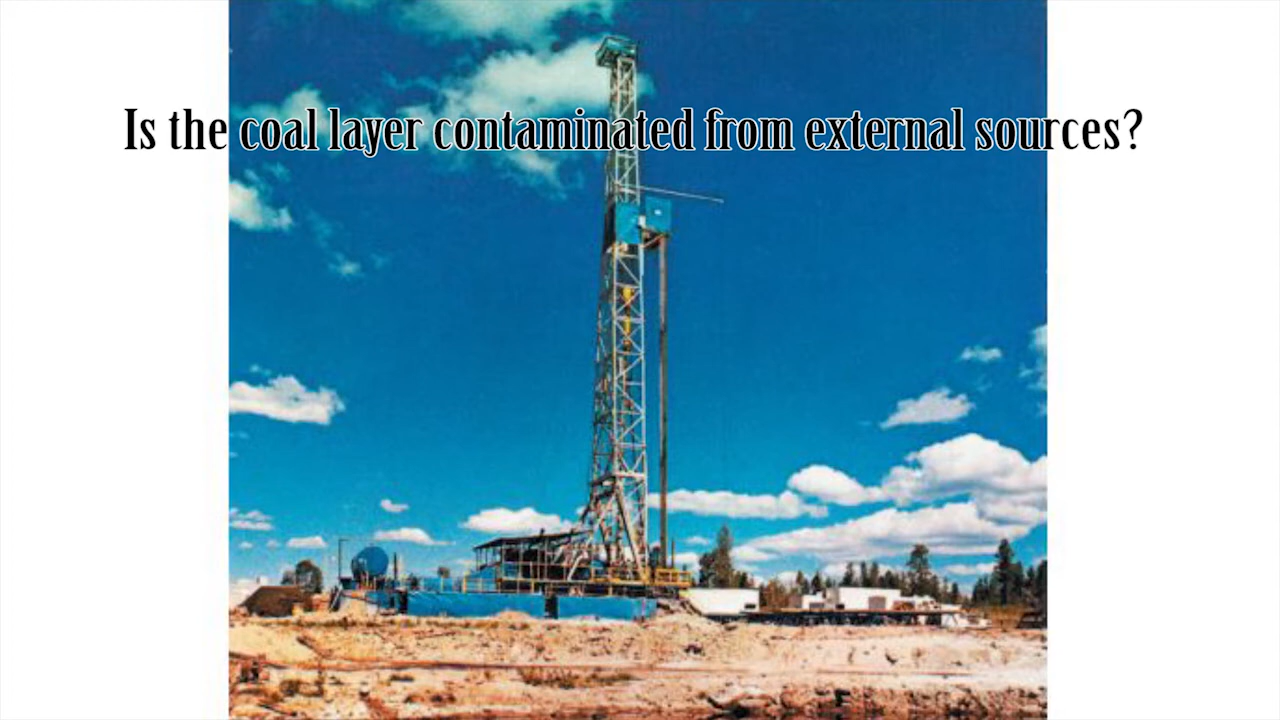 Is the coal layer contaminated from external sources?